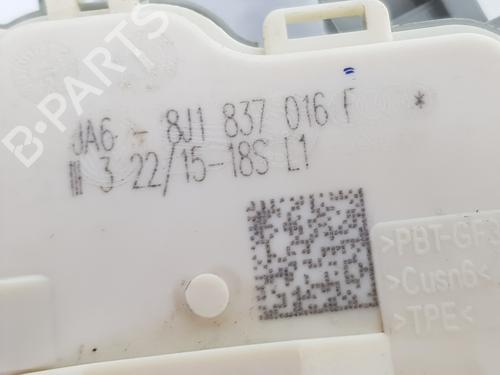 B-PARTS
JA6 - 8J1 837 016 F *
3 22/15-18S L1
>PBT-GF3
>Cusn6<
>TPE<